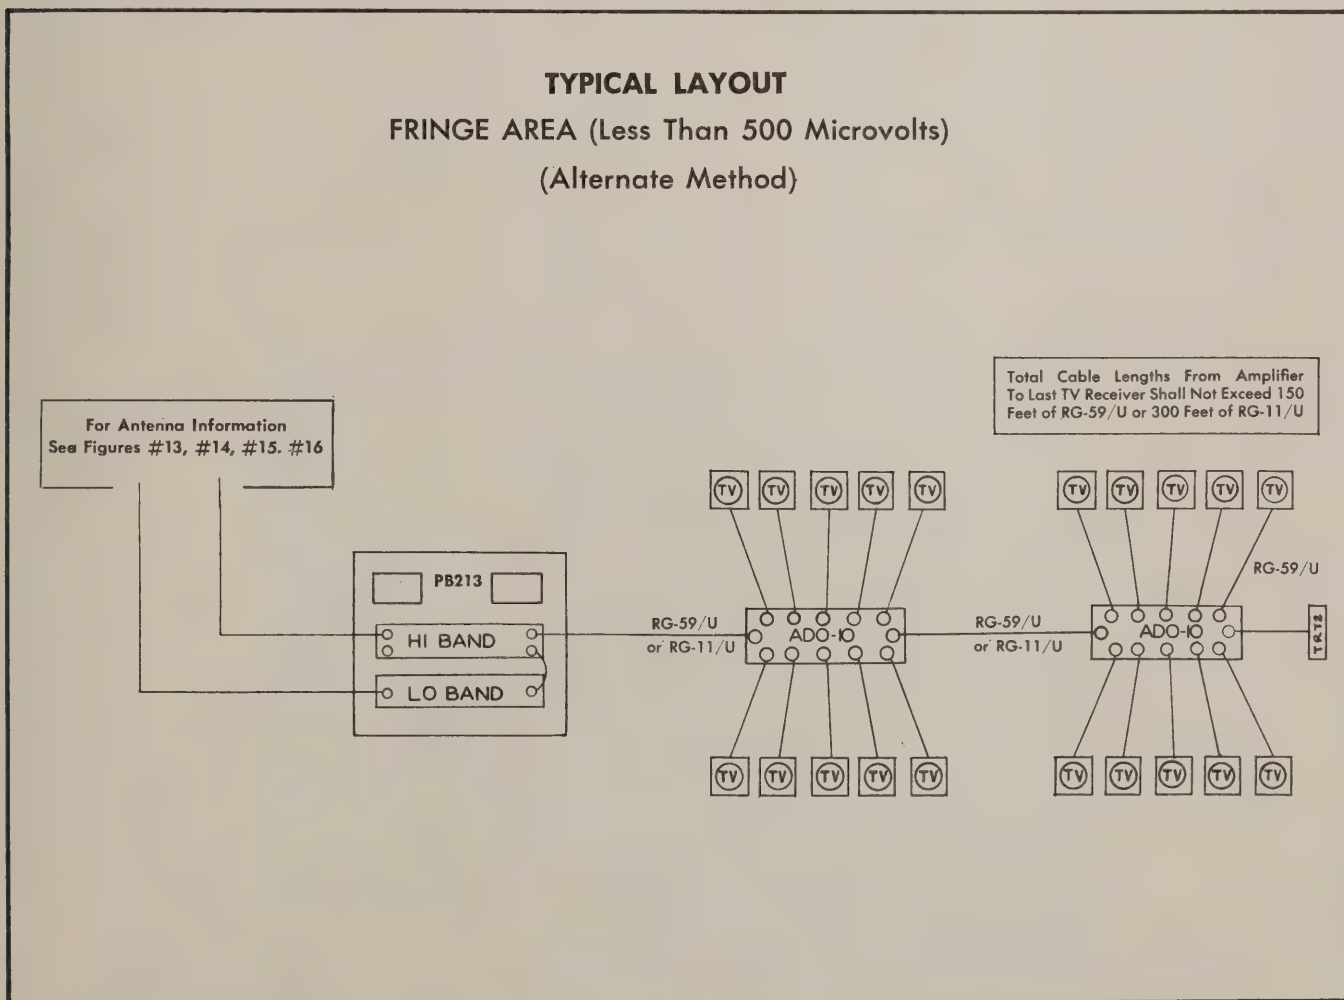 TYPICAL LAYOUT
FRINGE AREA (Less Than 500 Microvolts)
(Alternate Method)
Total Cable Lengths From Amplifier
To Last TV Receiver Shall Not Exceed 150
Feet of RG-59/U or 300 Feet of RG-11/U
For Antenna Information
See Figures #13, #14, #15. #16
TV TV TV TV TV
TV TV TV TV TV
PB213
HI BAND
LO BAND
RG-59/U
or RG-11/U
ADO-10
RG-59/U
or RG-11/U
ADO-10
RG-59/U
TRT2
TV TV TV TV TV
TV TV TV TV TV